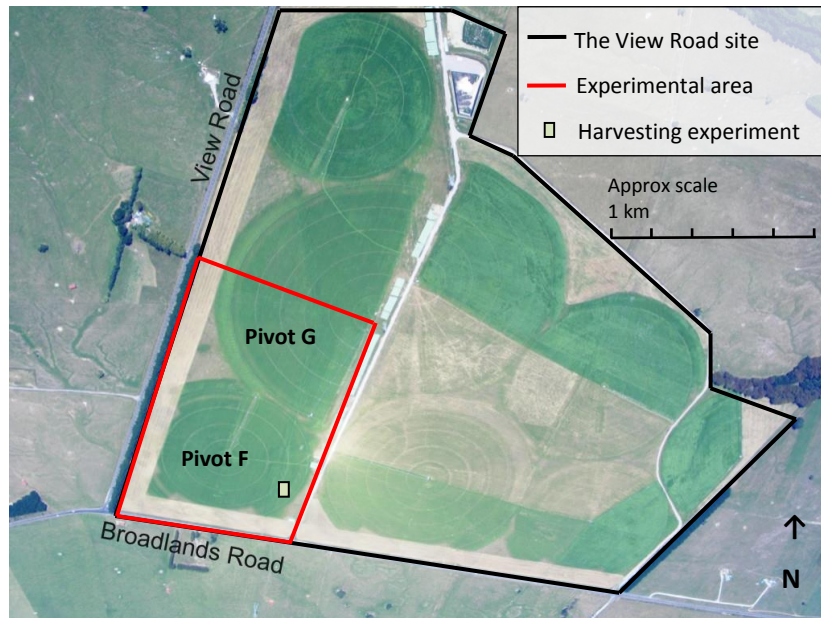 The View Road site
Experimental area
Harvesting experiment
Approx scale
1 km
View Road
Pivot G
Pivot F
Broadlands Road
N